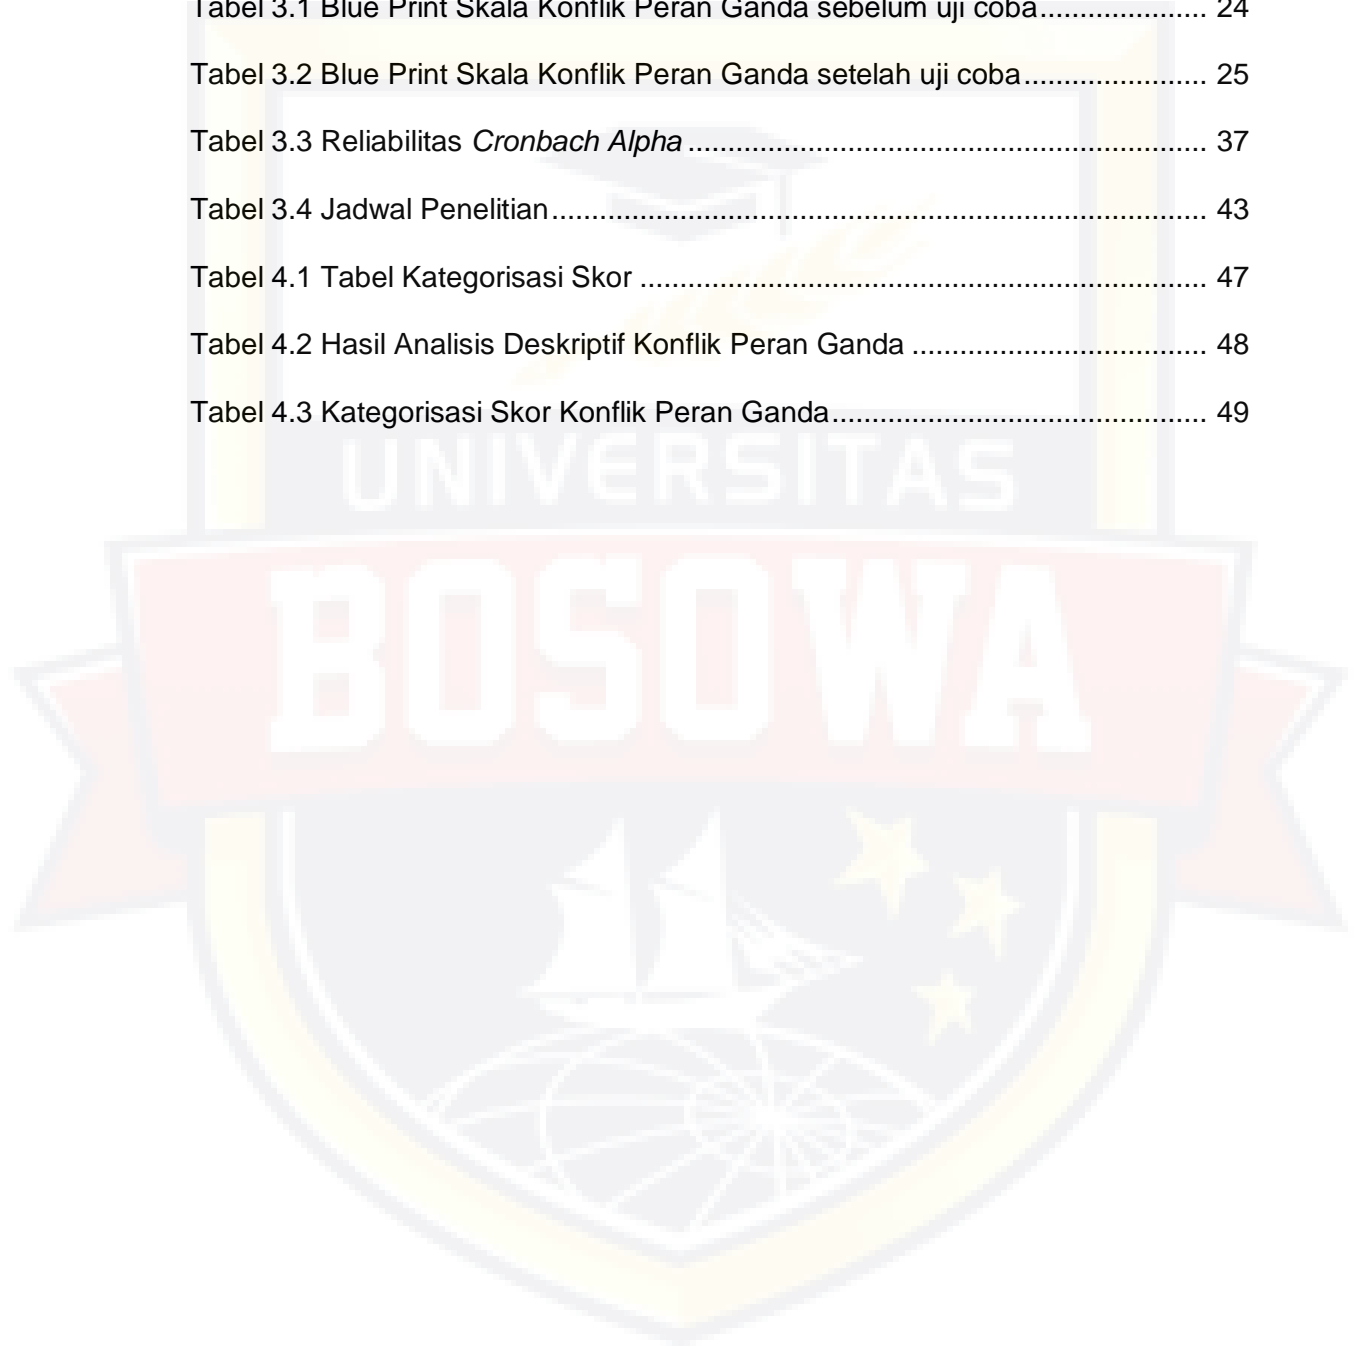 Tabel 3.1 Blue Print Skala Konflik Peran Ganda sebelum uji coba..................... 24
Tabel 3.2 Blue Print Skala Konflik Peran Ganda setelah uji coba....................... 25
Tabel 3.3 Reliabilitas Cronbach Alpha.................................................................. 37
Tabel 3.4 Jadwal Penelitian................................................................................... 43
Tabel 4.1 Tabel Kategorisasi Skor ........................................................................ 47
Tabel 4.2 Hasil Analisis Deskriptif Konflik Peran Ganda ..................................... 48
Tabel 4.3 Kategorisasi Skor Konflik Peran Ganda............................................... 49
UNIVERSITAS
BOSOWA